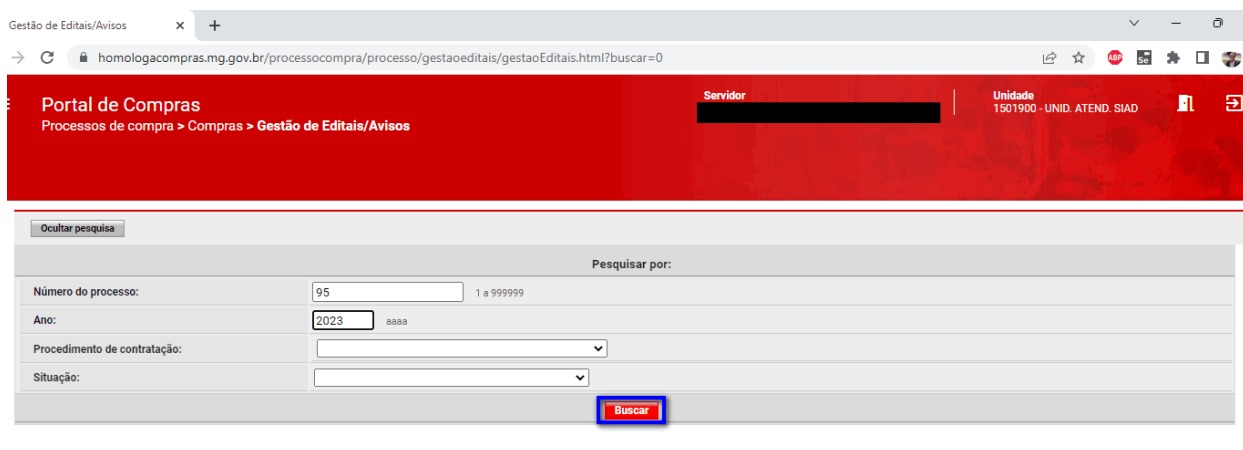 Gestão de Editais/Avisos
homologacompras.mg.gov.br/processocompra/processo/gestaoeditais/gestaoEditais.html?buscar=0
ABP
Se
Portal de Compras
Processos de compra > Compras > Gestão de Editais/Avisos
Servidor
Unidade
1501900 - UNID. ATEND. SIAD
Ocultar pesquisa
Pesquisar por:
Número do processo: 95 1 a 999999
Ano: 2023 aaaa
Procedimento de contratação:
Situação:
Buscar